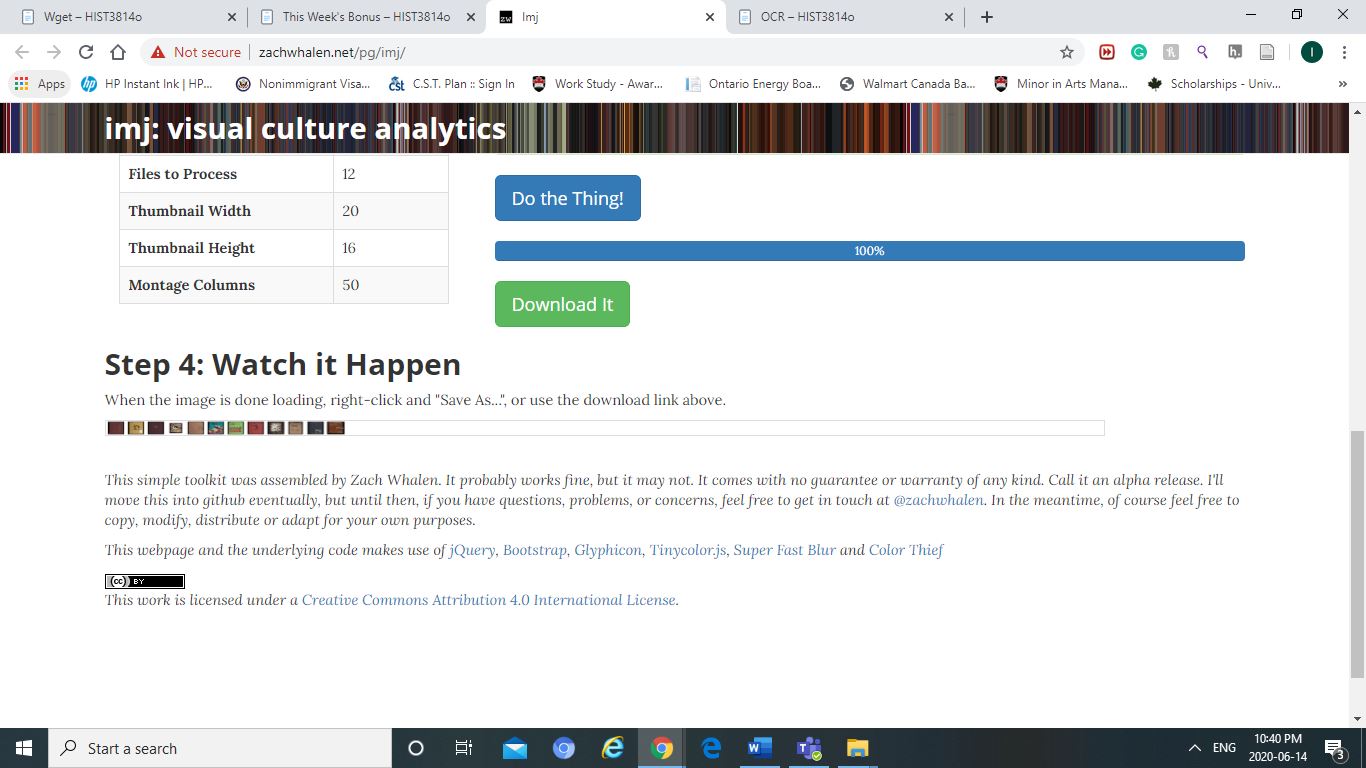 Wget – HIST3814o
This Week's Bonus – HIST3814o
zw
Imj
OCR – HIST3814o
Not secure
zachwhalen.net/pg/imj/
h.
I
Apps
hp
HP Instant Ink | HP...
Nonimmigrant Visa...
cst
C.S.T. Plan :: Sign In
Work Study - Awar...
Ontario Energy Boa...
Walmart Canada Ba...
Minor in Arts Mana...
Scholarships - Univ...
»
imj: visual culture analytics
Files to Process 12
Thumbnail Width 20
Thumbnail Height 16
Montage Columns 50
Do the Thing!
100%
Download It
Step 4: Watch it Happen
When the image is done loading, right-click and "Save As...", or use the download link above.
This simple toolkit was assembled by Zach Whalen. It probably works fine, but it may not. It comes with no guarantee or warranty of any kind. Call it an alpha release. I'll
move this into github eventually, but until then, if you have questions, problems, or concerns, feel free to get in touch at @zachwhalen. In the meantime, of course feel free to
copy, modify, distribute or adapt for your own purposes.
This webpage and the underlying code makes use of jQuery, Bootstrap, Glyphicon, Tinycolor.js, Super Fast Blur and Color Thief
(cc) BY
This work is licensed under a Creative Commons Attribution 4.0 International License.
Start a search
ENG
10:40 PM
2020-06-14
3